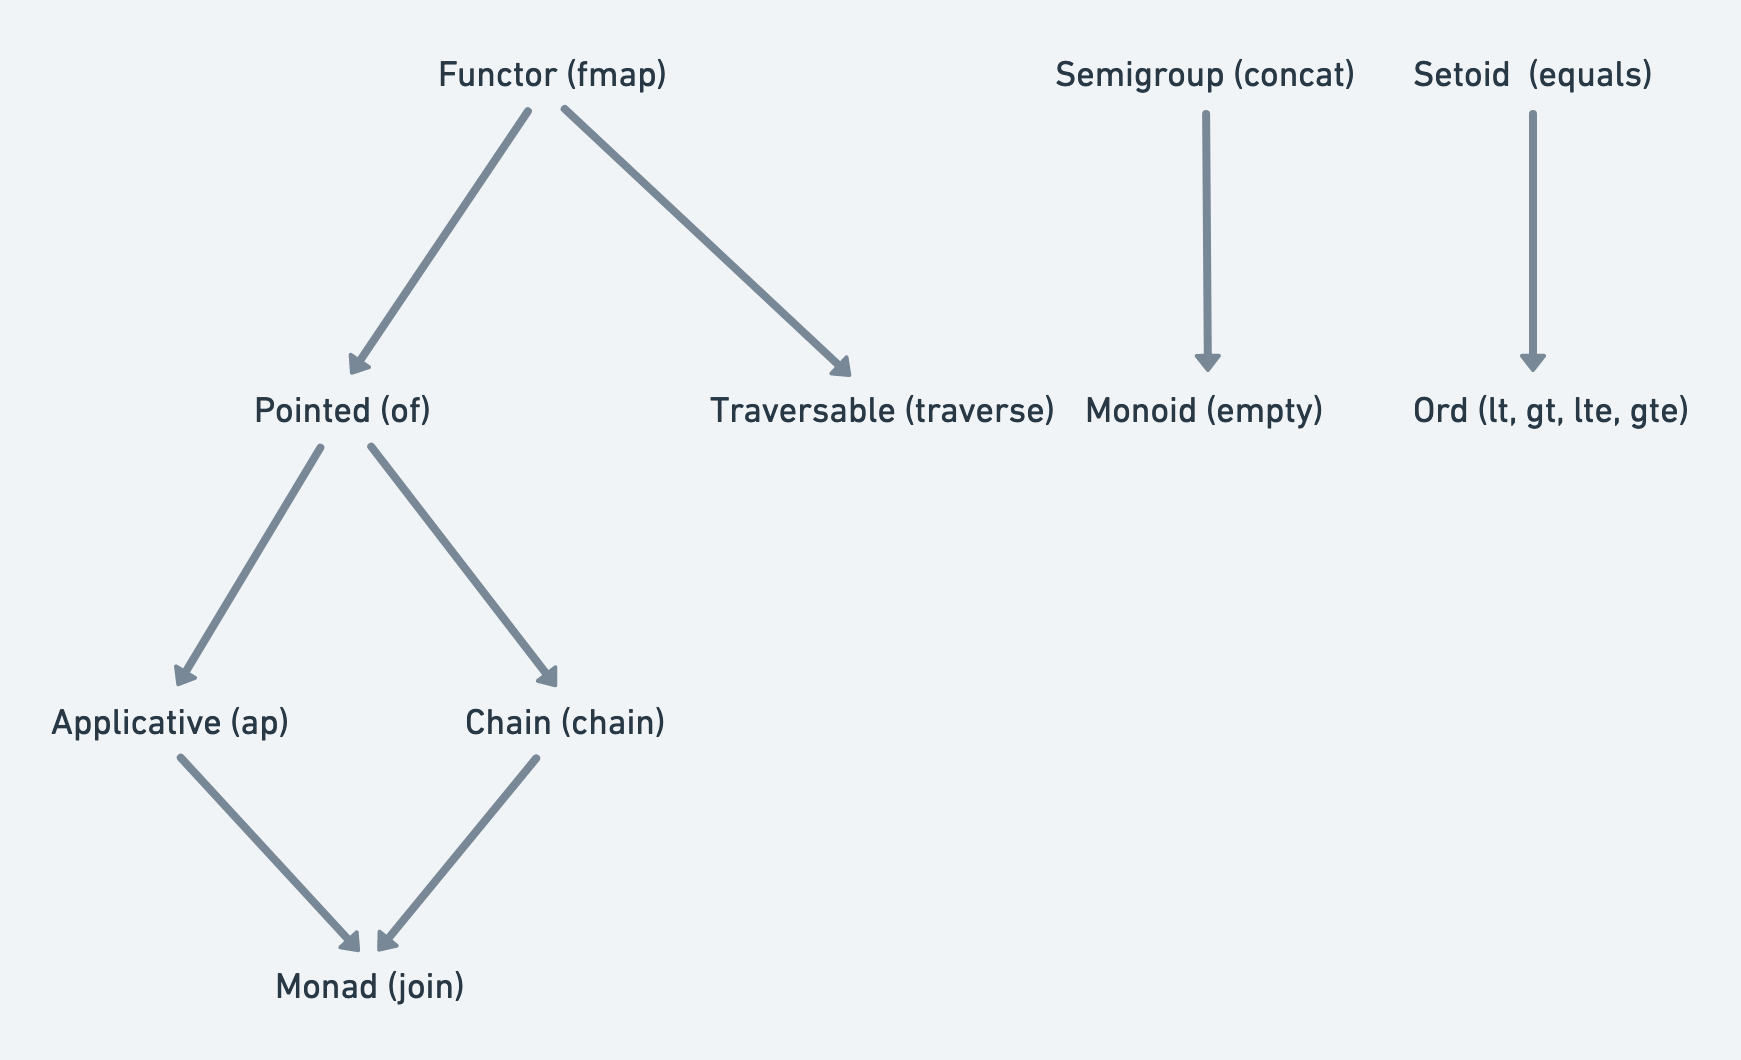 Functor (fmap)
Semigroup (concat)
Setoid (equals)
Pointed (of)
Traversable (traverse)
Monoid (empty)
Ord (lt, gt, lte, gte)
Applicative (ap)
Chain (chain)
Monad (join)